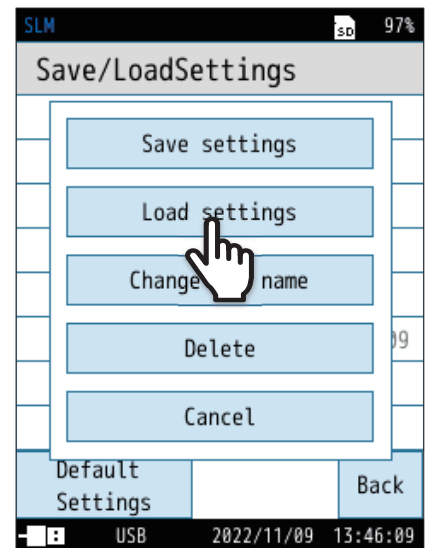 SLM SD 97%
Save/LoadSettings
Save settings
Load settings
Change name
Delete
09
Cancel
Default
Settings
Back
USB 2022/11/09 13:46:09